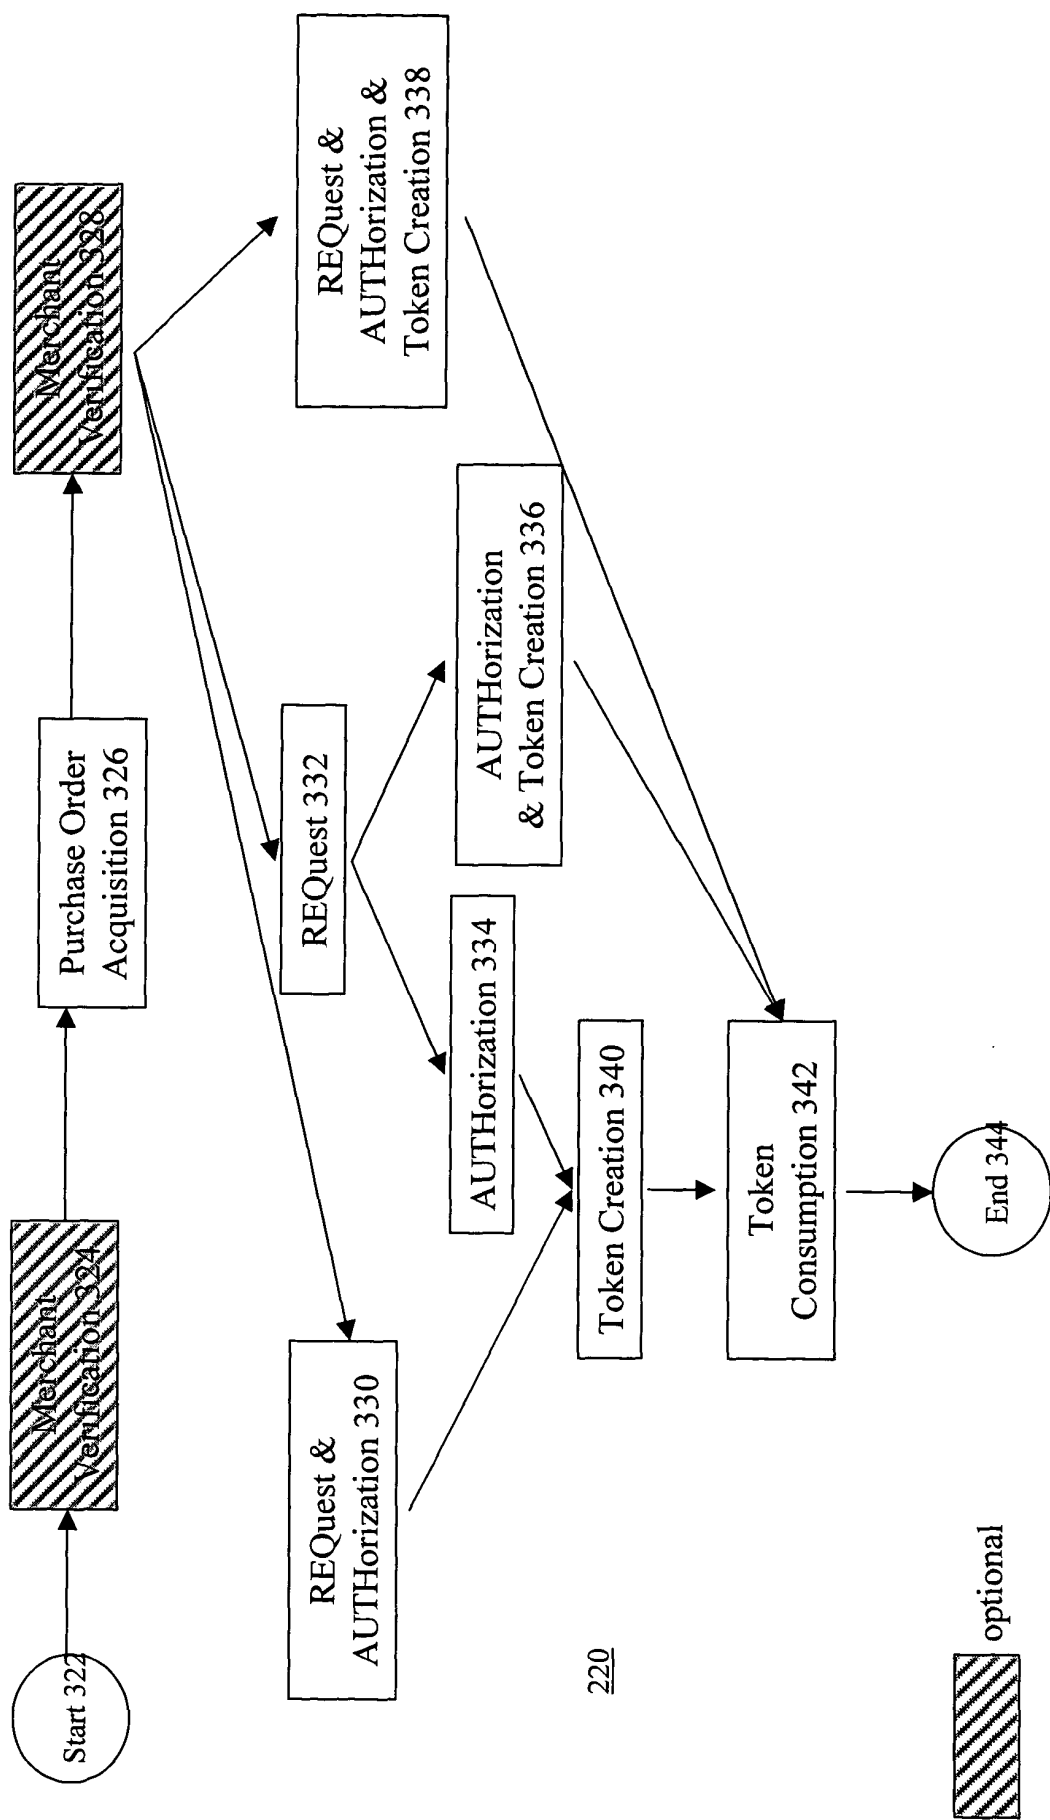 Start 322
Merchant
Verification 324
Purchase Order
Acquisition 326
Merchant
Verification 328
REQuest &
AUTHorization 330
REQuest 332
REQuest &
AUTHorization &
Token Creation 338
AUTHorization 334
AUTHorization
& Token Creation 336
Token Creation 340
Token
Consumption 342
End 344
220
optional